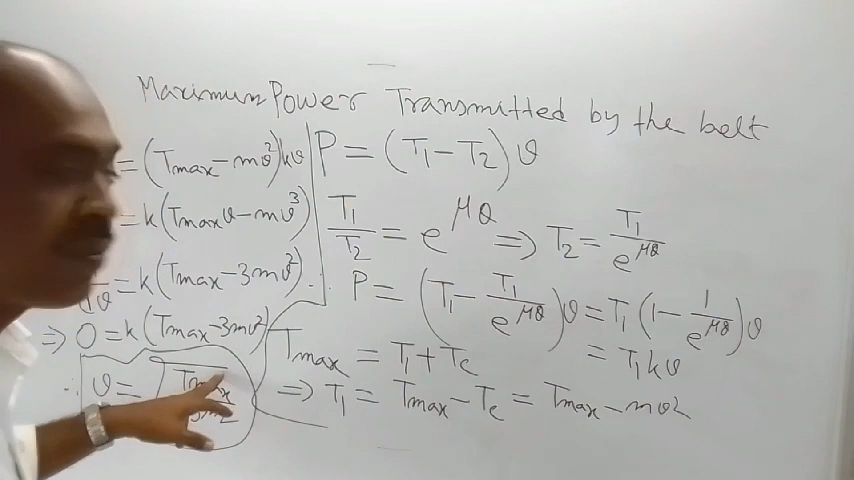 Maximum Power Transmitted by the belt
P = (T₁ - T₂) v
T₁/T₂ = e^μθ ⇒ T₂ = T₁/e^μθ
P = (T₁ - T₁/e^μθ) v = T₁ (1 - 1/e^μθ) v
= T₁ k v
Tmax = T₁ + Tc
⇒ T₁ = Tmax - Tc = Tmax - mv²
= (Tmax - mv²) kv
= k (Tmax v - mv³)
= k (Tmax - 3mv²)
⇒ 0 = k (Tmax - 3mv²)
∴ v = √